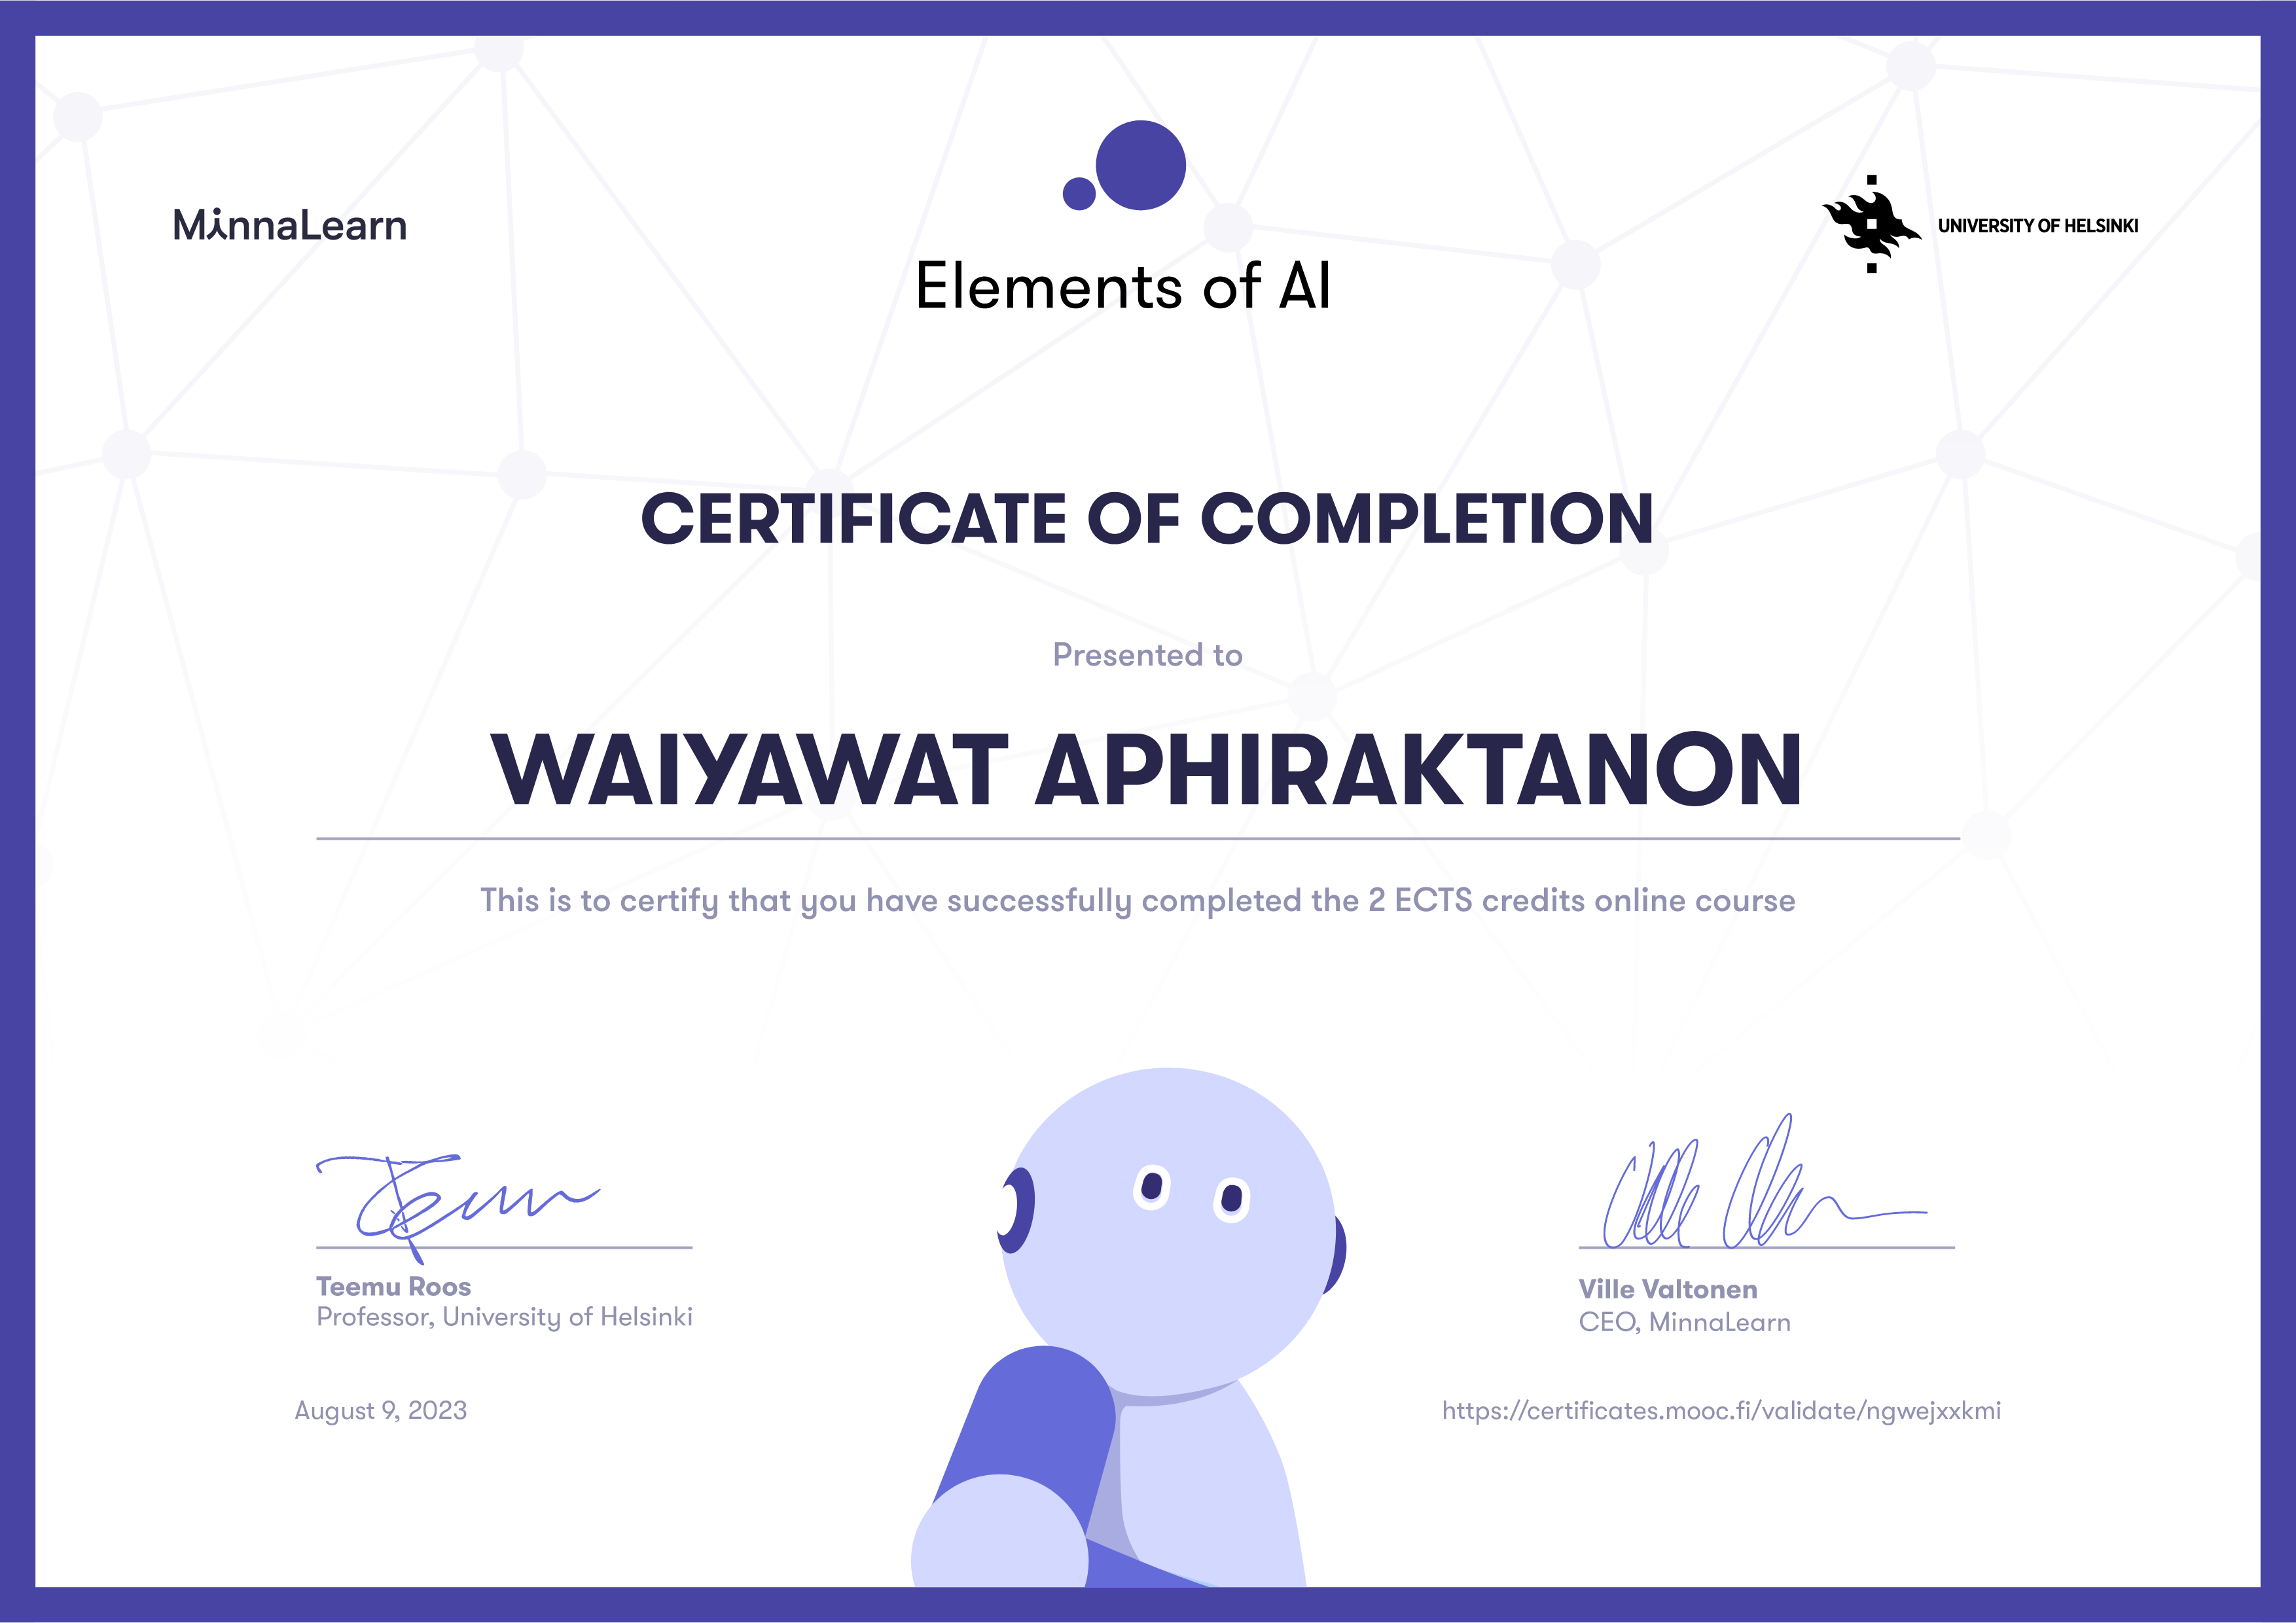 MinnaLearn
Elements of AI
UNIVERSITY OF HELSINKI
CERTIFICATE OF COMPLETION
Presented to
WAIYAWAT APHIRAKTANON
This is to certify that you have successfully completed the 2 ECTS credits online course
Teemu Roos
Professor, University of Helsinki
Ville Valtonen
CEO, MinnaLearn
August 9, 2023
https://certificates.mooc.fi/validate/ngwejxxkmi